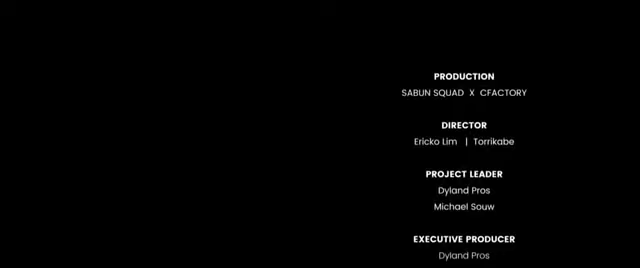 PRODUCTION
SABUN SQUAD X CFACTORY
DIRECTOR
Ericko Lim | Torrikabe
PROJECT LEADER
Dyland Pros
Michael Souw
EXECUTIVE PRODUCER
Dyland Pros